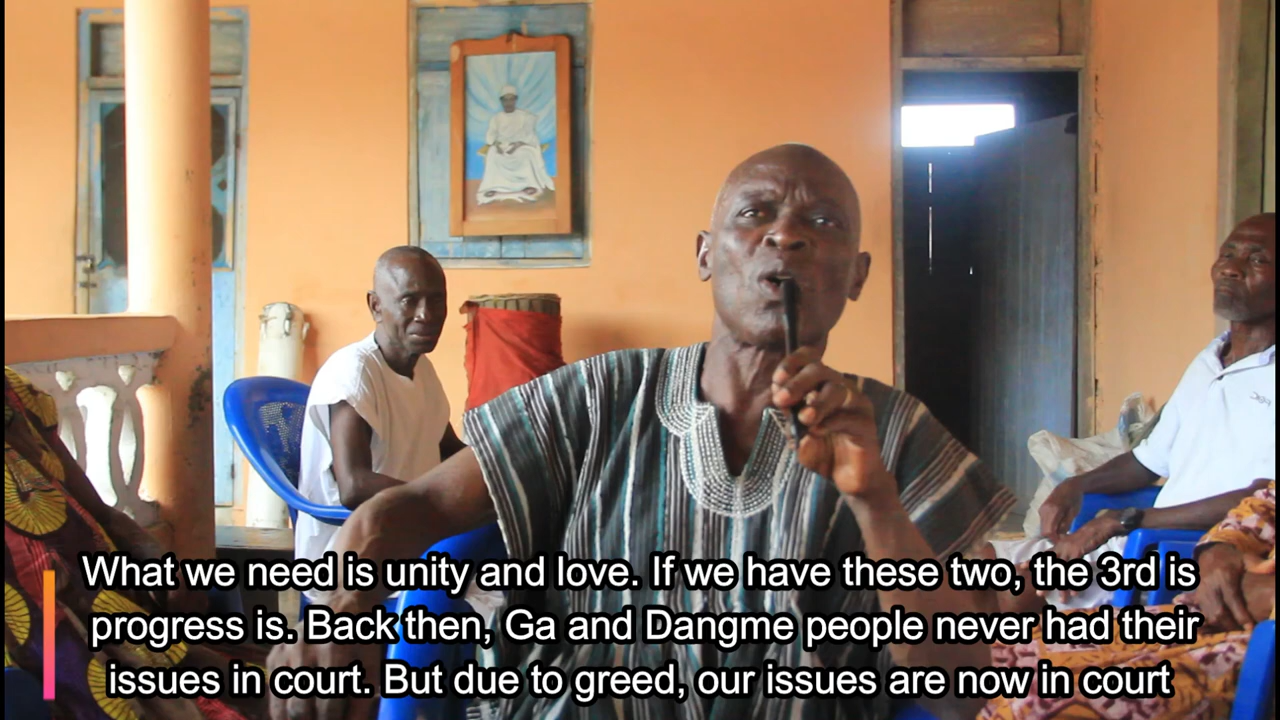 What we need is unity and love. If we have these two, the 3rd is
progress is. Back then, Ga and Dangme people never had their
issues in court. But due to greed, our issues are now in court